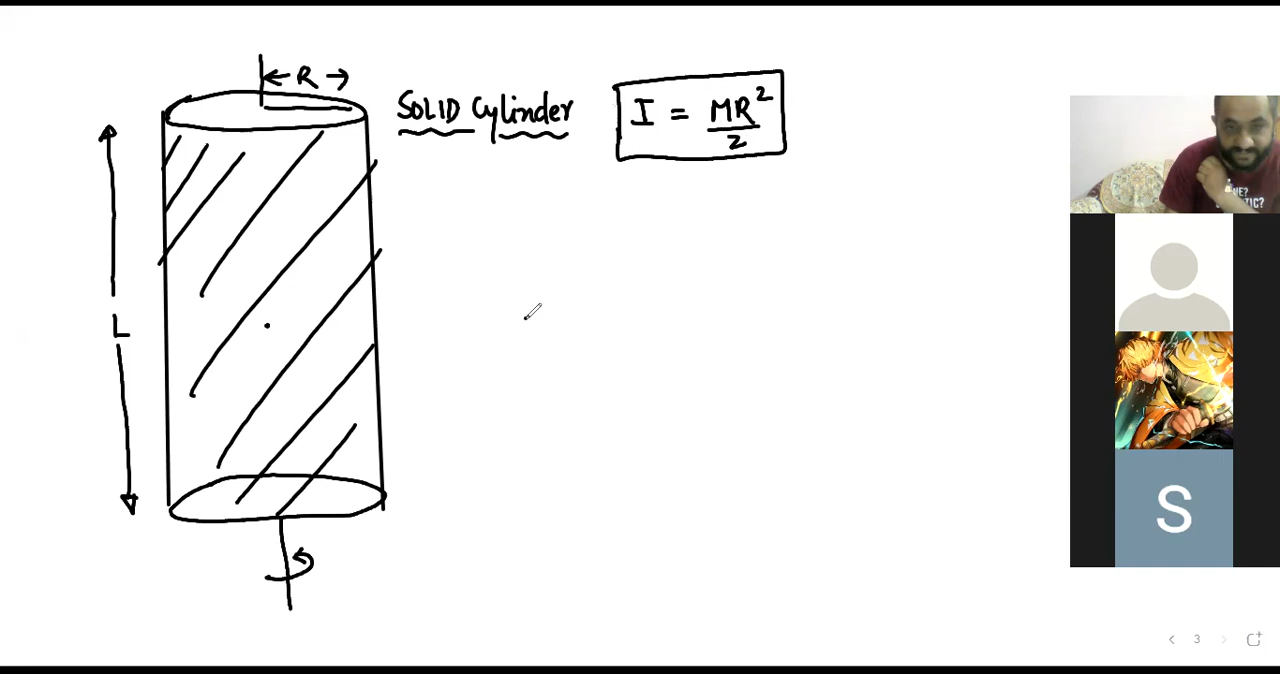 R
SOLID Cylinder
I = MR²/2
L
S
3